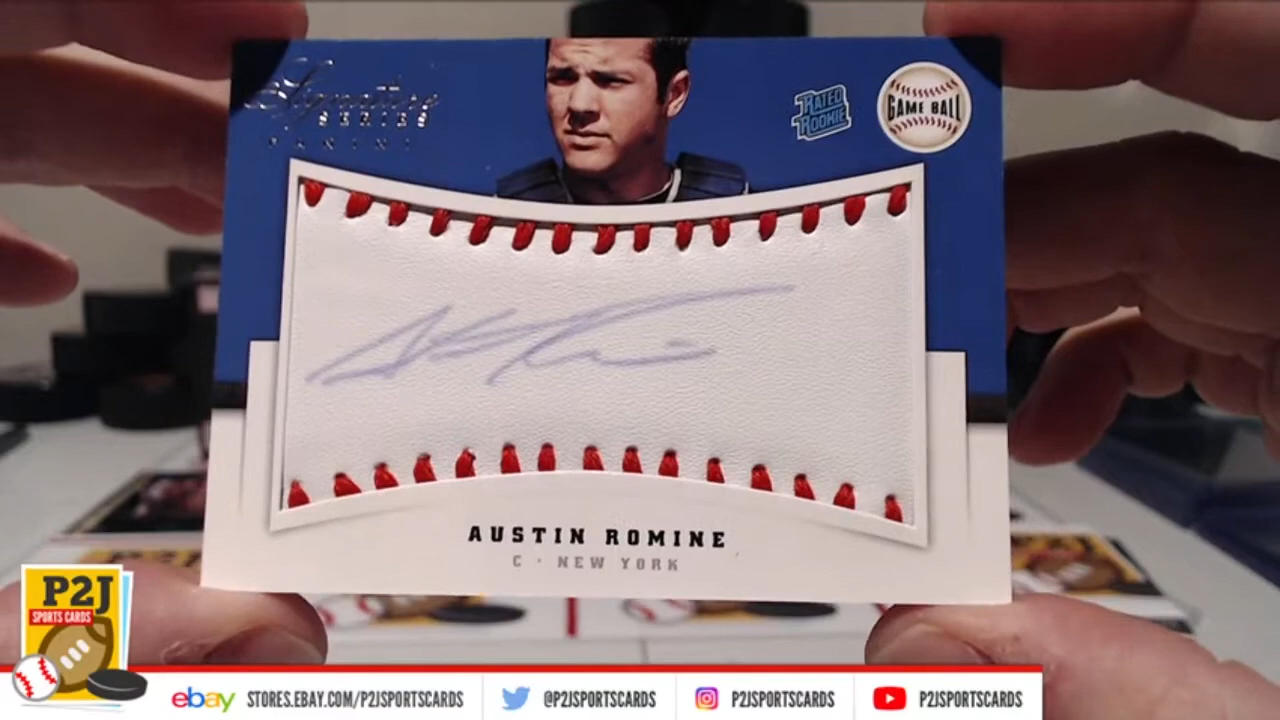 Signature
SERIES
PANINI
RATED
ROOKIE
GAME BALL
AUSTIN ROMINE
C · NEW YORK
P2J
SPORTS CARDS
ebay STORES.EBAY.COM/P2JSPORTSCARDS
@P2JSPORTSCARDS
P2JSPORTSCARDS
P2JSPORTSCARDS